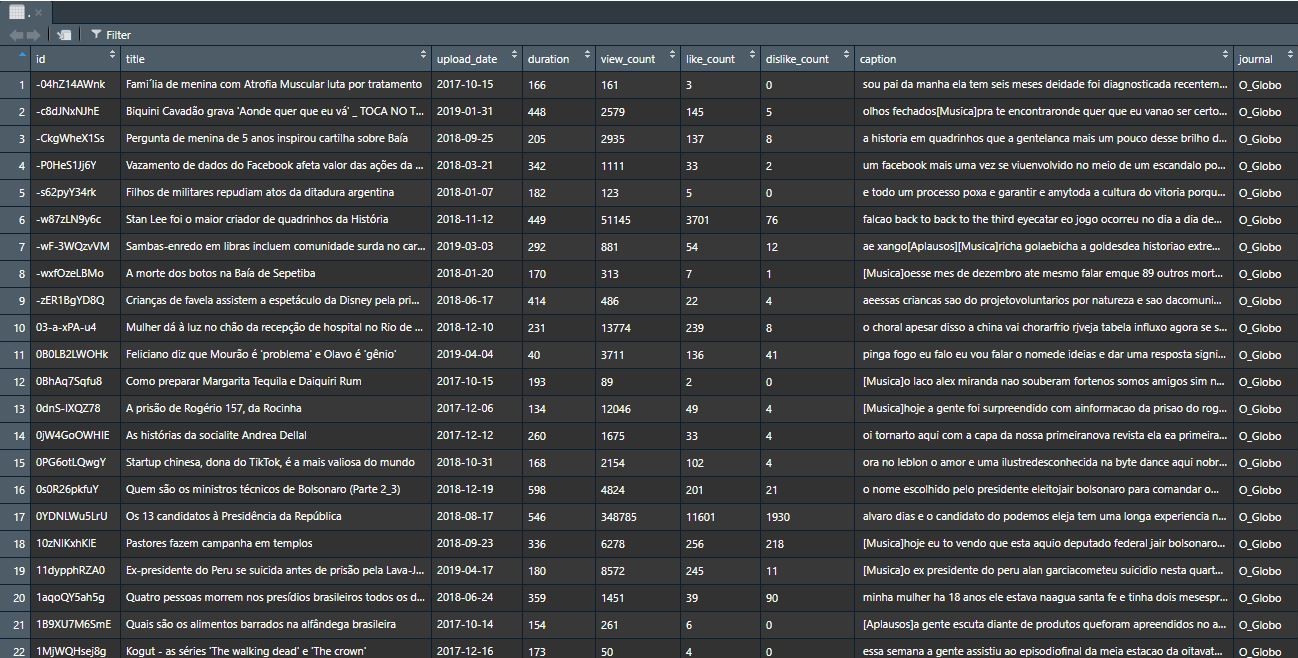 .
Filter
id title upload_date duration view_count like_count dislike_count caption journal
1 -04hZ14AWnk Fami´lia de menina com Atrofia Muscular luta por tratamento 2017-10-15 166 161 3 0 sou pai da manha ela tem seis meses deidade foi diagnosticada recentem... O_Globo
2 -c8dJNxNJhE Biquini Cavadão grava 'Aonde quer que eu vá' _ TOCA NO T... 2019-01-31 448 2579 145 5 olhos fechados[Musica]pra te encontraronde quer que eu vanao ser certo... O_Globo
3 -CkgWheX1Ss Pergunta de menina de 5 anos inspirou cartilha sobre Baía 2018-09-25 205 2935 137 8 a historia em quadrinhos que a gentelanca mais um pouco desse brilho d... O_Globo
4 -P0HeS1Jj6Y Vazamento de dados do Facebook afeta valor das ações da ... 2018-03-21 342 1111 33 2 um facebook mais uma vez se viuenvolvido no meio de um escandalo po... O_Globo
5 -s62pyY34rk Filhos de militares repudiam atos da ditadura argentina 2018-01-07 182 123 5 0 e todo um processo poxa e garantir e amytoda a cultura do vitoria porqu... O_Globo
6 -w87zLN9y6c Stan Lee foi o maior criador de quadrinhos da História 2018-11-12 449 51145 3701 76 falcao back to back to the third eyecatar eo jogo ocorreu no dia a dia de... O_Globo
7 -wF-3WQzvVM Sambas-enredo em libras incluem comunidade surda no car... 2019-03-03 292 881 54 12 ae xango[Aplausos][Musica]richa golaebicha a goldesdea historiao extre... O_Globo
8 -wxfOzeLBMo A morte dos botos na Baía de Sepetiba 2018-01-20 170 313 7 1 [Musica]oesse mes de dezembro ate mesmo falar emque 89 outros mort... O_Globo
9 -zER1BgYD8Q Crianças de favela assistem a espetáculo da Disney pela pri... 2018-06-17 414 486 22 4 aeessas criancas sao do projetovoluntarios por natureza e sao dacomuni... O_Globo
10 03-a-xPA-u4 Mulher dá à luz no chão da recepção de hospital no Rio de ... 2018-12-10 231 13774 239 8 o choral apesar disso a china vai chorarfrio rjveja tabela influxo agora se s... O_Globo
11 0B0LB2LWOHk Feliciano diz que Mourão é 'problema' e Olavo é 'gênio' 2019-04-04 40 3711 136 41 pinga fogo eu falo eu vou falar o nomede ideias e dar uma resposta signi... O_Globo
12 0BhAq7Sqfu8 Como preparar Margarita Tequila e Daiquiri Rum 2017-10-15 193 89 2 0 [Musica]o laco alex miranda nao souberam fortenos somos amigos sim n... O_Globo
13 0dnS-IXQZ78 A prisão de Rogério 157, da Rocinha 2017-12-06 134 12046 49 4 [Musica]hoje a gente foi surpreendido com ainformacao da prisao do rog... O_Globo
14 0jW4GoOWHIE As histórias da socialite Andrea Dellal 2017-12-12 260 1675 33 4 oi tornarto aqui com a capa da nossa primeiranova revista ela ea primeira... O_Globo
15 0PG6otLQwgY Startup chinesa, dona do TikTok, é a mais valiosa do mundo 2018-10-31 168 2154 102 4 ora no leblon o amor e uma ilustredesconhecida na byte dance aqui nobr... O_Globo
16 0s0R26pkfuY Quem são os ministros técnicos de Bolsonaro (Parte 2_3) 2018-12-19 598 4824 201 21 o nome escolhido pelo presidente eleitojair bolsonaro para comandar o... O_Globo
17 0YDNLWu5LrU Os 13 candidatos à Presidência da República 2018-08-17 546 348785 11601 1930 alvaro dias e o candidato do podemos eleja tem uma longa experiencia n... O_Globo
18 10zNIKxhKlE Pastores fazem campanha em templos 2018-09-23 336 6278 256 218 [Musica]hoje eu to vendo que esta aquio deputado federal jair bolsonaro... O_Globo
19 11dypphRZA0 Ex-presidente do Peru se suicida antes de prisão pela Lava-J... 2019-04-17 180 8572 245 11 [Musica]o ex presidente do peru alan garciacometeu suicidio nesta quart... O_Globo
20 1aqoQY5ah5g Quatro pessoas morrem nos presídios brasileiros todos os d... 2018-06-24 359 1451 39 90 minha mulher ha 18 anos ele estava naagua santa fe e tinha dois mesespr... O_Globo
21 1B9XU7M6SmE Quais são os alimentos barrados na alfândega brasileira 2017-10-14 154 261 6 0 [Aplausos]a gente escuta diante de produtos queforam apreendidos no a... O_Globo
22 1MjWQHsej8g Kogut - as séries 'The walking dead' e 'The crown' 2017-12-16 173 50 4 0 essa semana a gente assistiu ao episodiofinal da meia estacao da oitavat... O_Globo